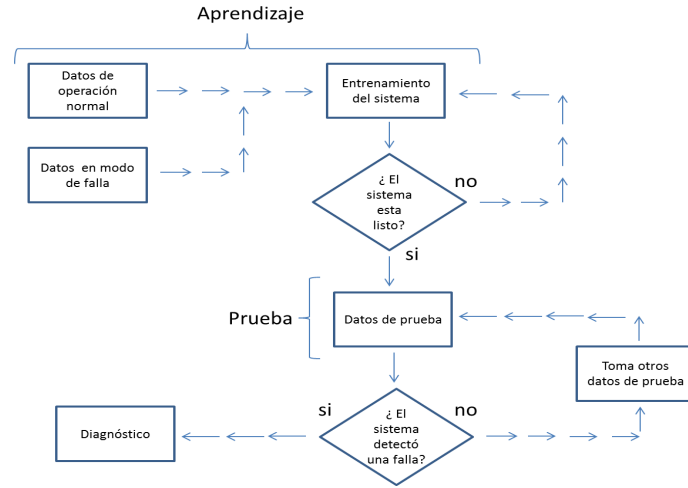 Aprendizaje
Datos de
operación
normal
Entrenamiento
del sistema
Datos en modo
de falla
¿ El
sistema
esta
listo?
no
si
Prueba
Datos de prueba
Toma otros
datos de prueba
si
¿ El
sistema
detectó
una falla?
no
Diagnóstico